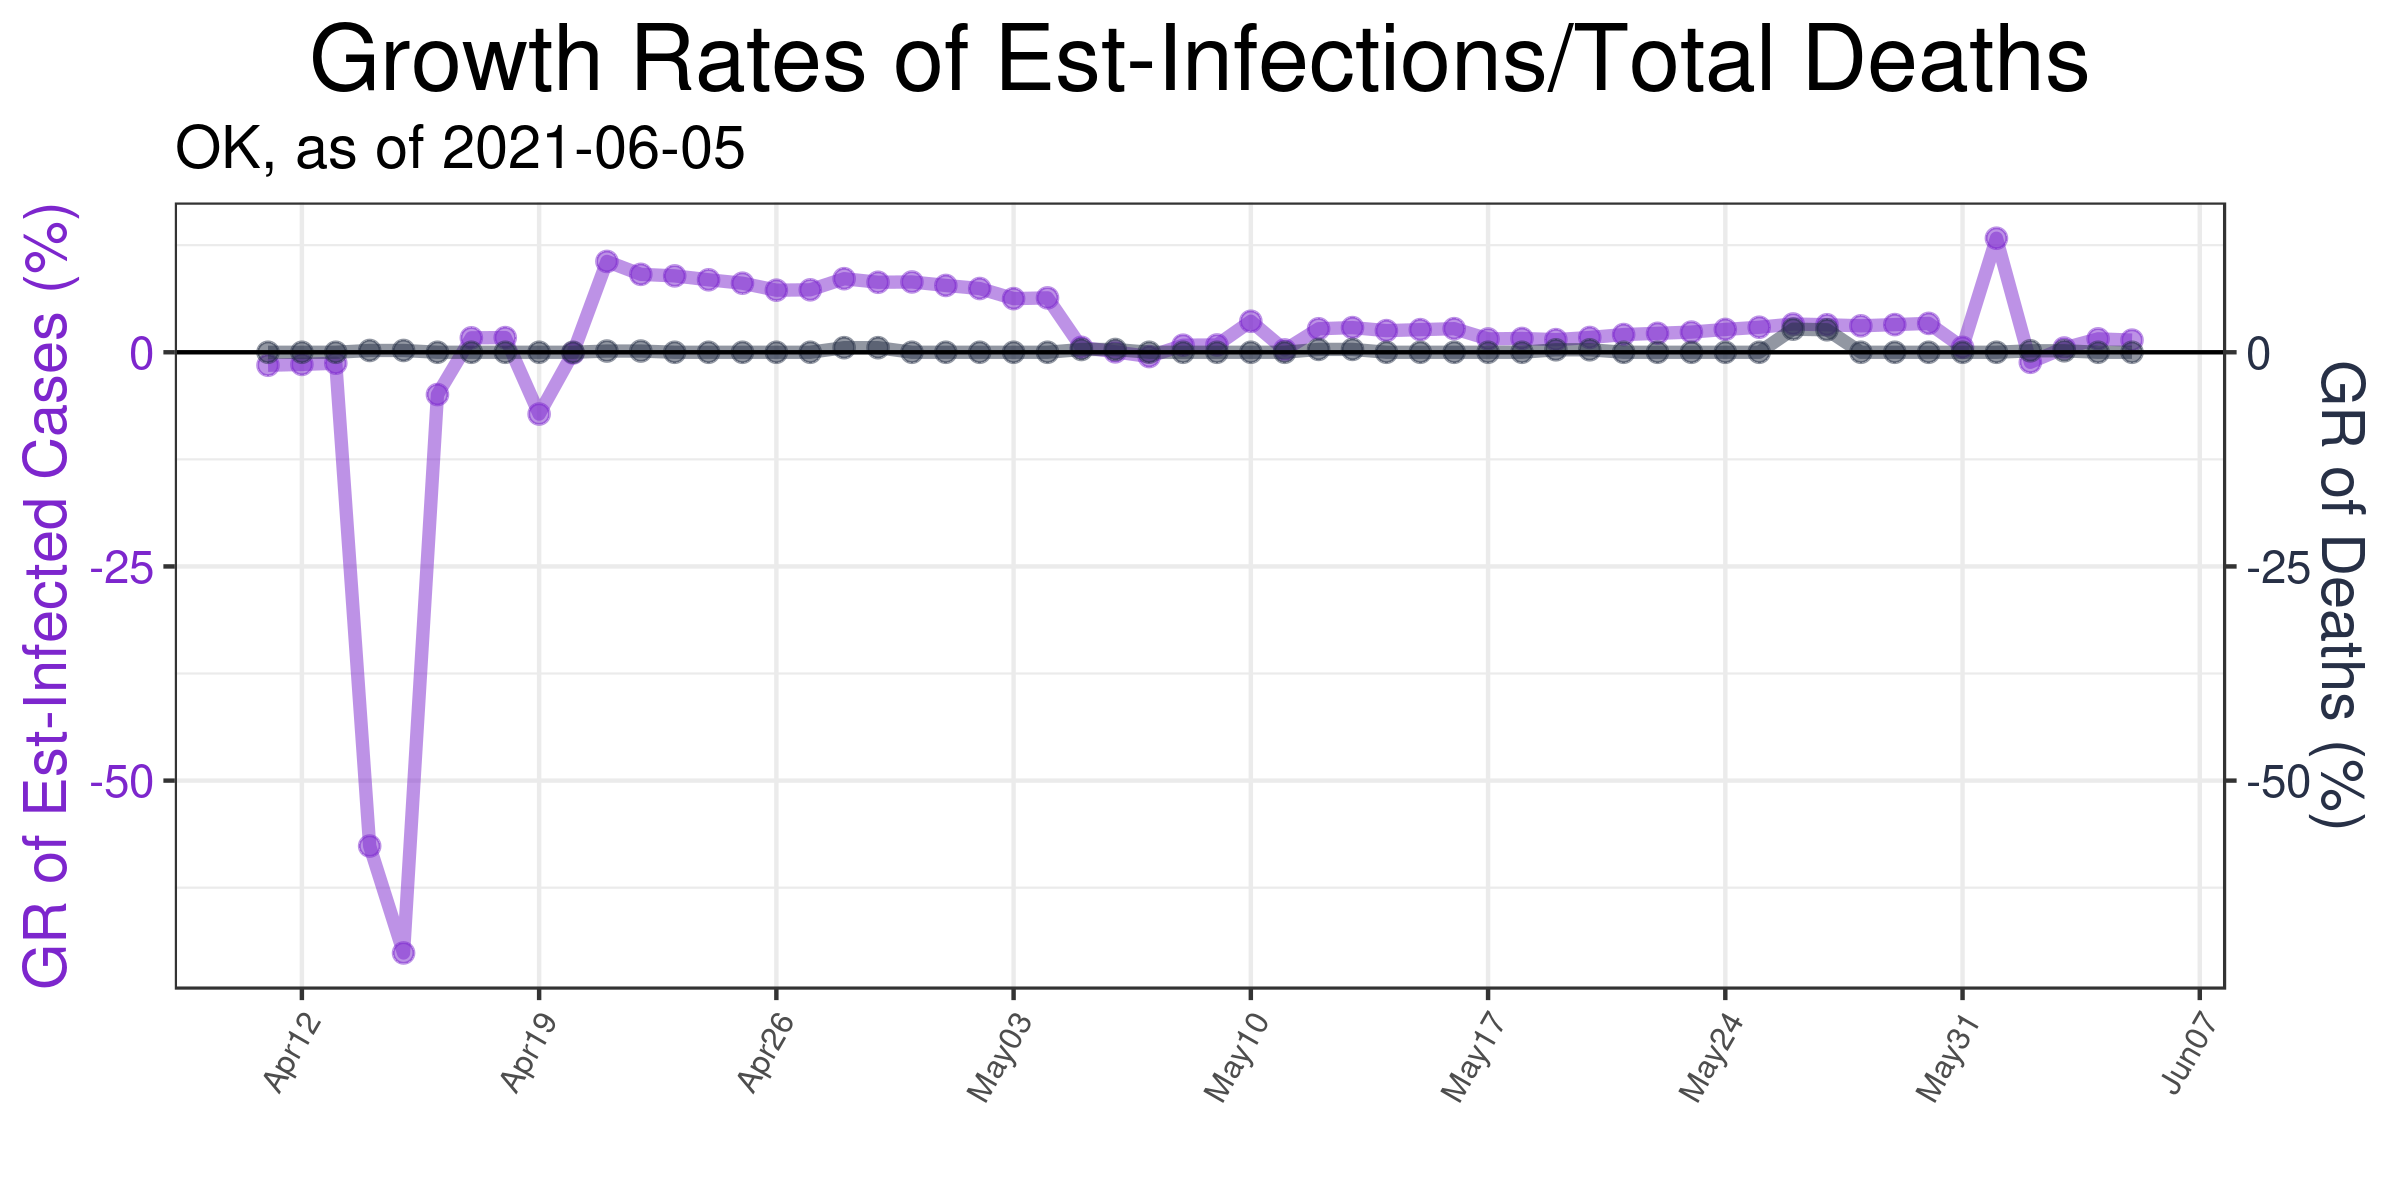 Growth Rates of Est-Infections/Total Deaths
OK, as of 2021-06-05
GR of Est-Infected Cases (%)
0
-25
-50
0
-25
-50
GR of Deaths (%)
Apr12
Apr19
Apr26
May03
May10
May17
May24
May31
Jun07